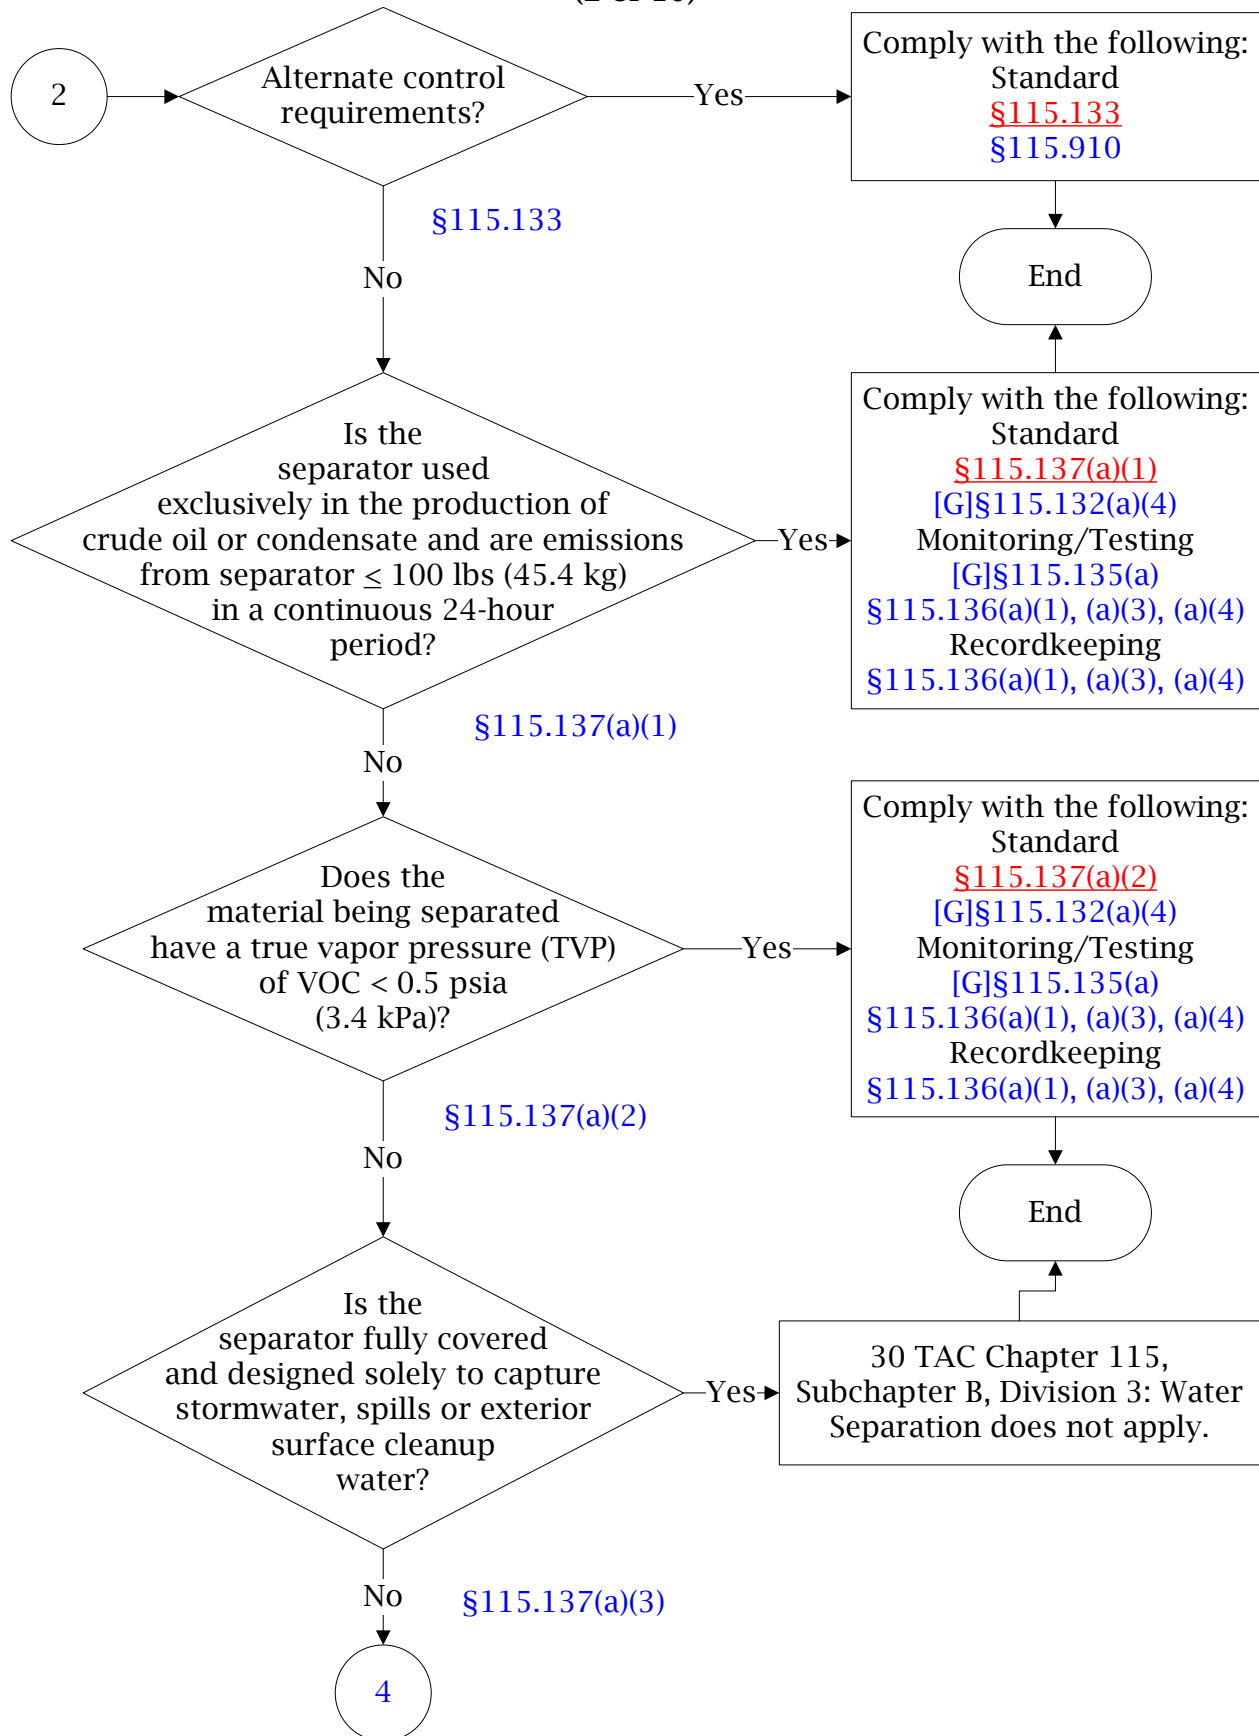 2
Alternate control
requirements?
Yes
Comply with the following:
Standard
§115.133
§115.910
§115.133
No
End
Is the
separator used
exclusively in the production of
crude oil or condensate and are emissions
from separator ≤ 100 lbs (45.4 kg)
in a continuous 24-hour
period?
Yes
Comply with the following:
Standard
§115.137(a)(1)
[G]§115.132(a)(4)
Monitoring/Testing
[G]§115.135(a)
§115.136(a)(1), (a)(3), (a)(4)
Recordkeeping
§115.136(a)(1), (a)(3), (a)(4)
§115.137(a)(1)
No
Does the
material being separated
have a true vapor pressure (TVP)
of VOC < 0.5 psia
(3.4 kPa)?
Yes
Comply with the following:
Standard
§115.137(a)(2)
[G]§115.132(a)(4)
Monitoring/Testing
[G]§115.135(a)
§115.136(a)(1), (a)(3), (a)(4)
Recordkeeping
§115.136(a)(1), (a)(3), (a)(4)
§115.137(a)(2)
No
End
Is the
separator fully covered
and designed solely to capture
stormwater, spills or exterior
surface cleanup
water?
Yes
30 TAC Chapter 115,
Subchapter B, Division 3: Water
Separation does not apply.
No
§115.137(a)(3)
4